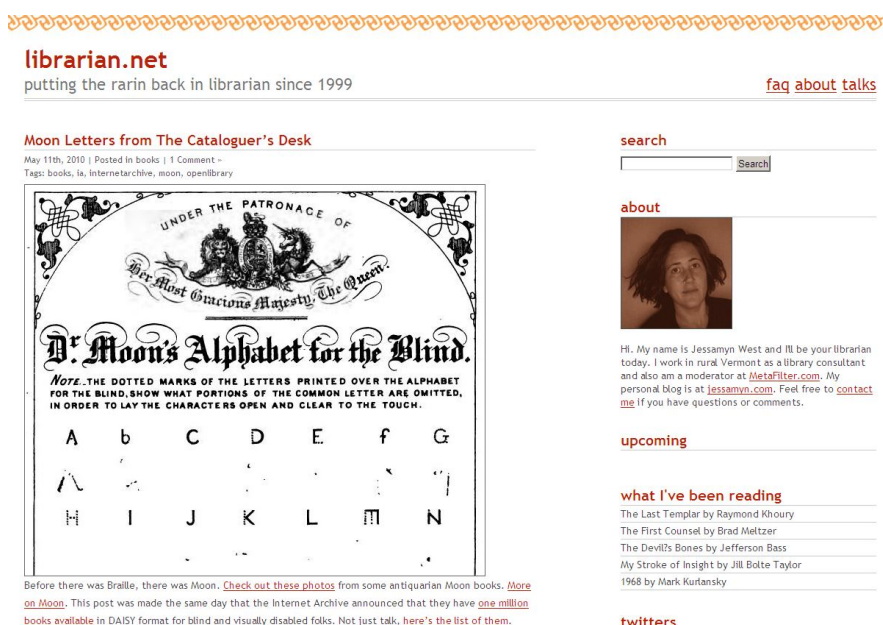 librarian.net
putting the rarin back in librarian since 1999
faq about talks
Moon Letters from The Cataloguer's Desk
May 11th, 2010 | Posted in books | 1 Comment »
Tags: books, ia, internetarchive, moon, openlibrary
UNDER THE PATRONAGE OF
Her Most Gracious Majesty, The Queen.
Dr. Moon's Alphabet for the Blind.
NOTE.. THE DOTTED MARKS OF THE LETTERS PRINTED OVER THE ALPHABET
FOR THE BLIND, SHOW WHAT PORTIONS OF THE COMMON LETTER ARE OMITTED,
IN ORDER TO LAY THE CHARACTERS OPEN AND CLEAR TO THE TOUCH.
A b C D E f G
H I J K L m N
Before there was Braille, there was Moon. Check out these photos from some antiquarian Moon books. More
on Moon. This post was made the same day that the Internet Archive announced that they have one million
books available in DAISY format for blind and visually disabled folks. Not just talk, here's the list of them.
search
Search
about
Hi. My name is Jessamyn West and I'll be your librarian
today. I work in rural Vermont as a library consultant
and also am a moderator at MetaFilter.com. My
personal blog is at jessamyn.com. Feel free to contact
me if you have questions or comments.
upcoming
what I've been reading
The Last Templar by Raymond Khoury
The First Counsel by Brad Meltzer
The Devil?s Bones by Jefferson Bass
My Stroke of Insight by Jill Bolte Taylor
1968 by Mark Kurlansky
twitters